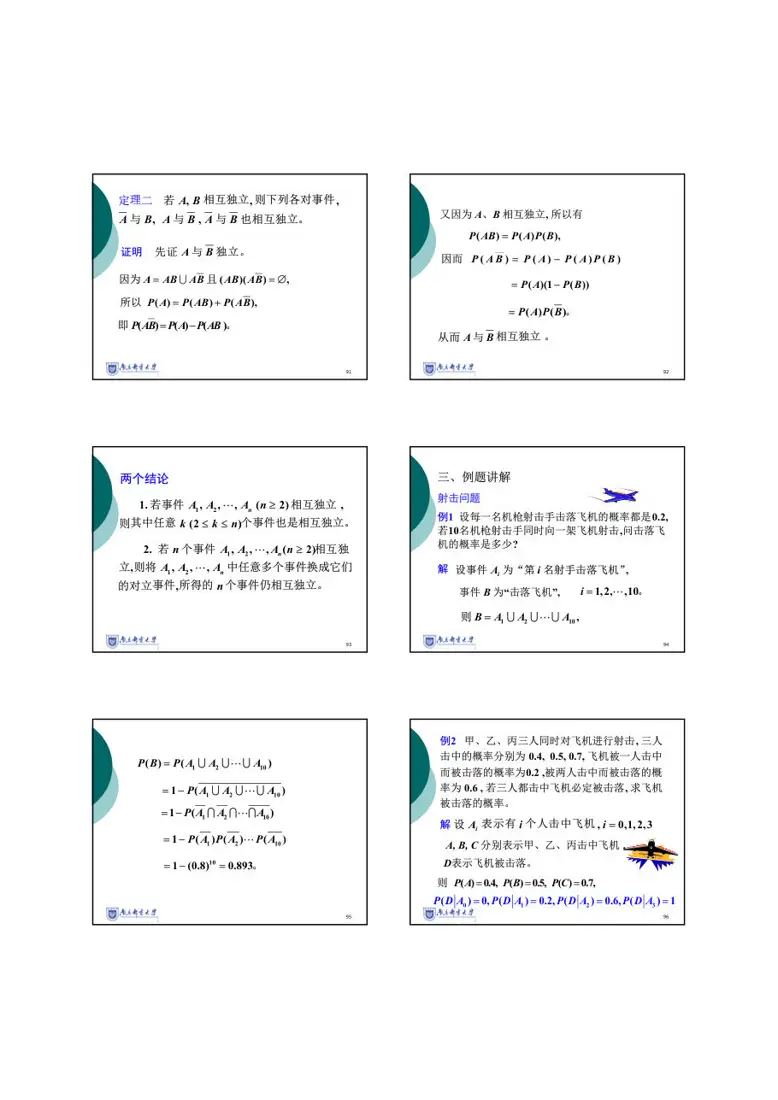 定理二 若 A, B 相互独立, 则下列各对事件,
A̅ 与 B, A 与 B̅ , A̅ 与 B̅ 也相互独立。
证明 先证 A 与 B̅ 独立。
因为 A = AB ∪ AB̅ 且 (AB)(AB̅) = ∅,
所以 P(A) = P(AB) + P(AB̅),
即 P(AB̅) = P(A) − P(AB)。
91
又因为 A、B 相互独立, 所以有
P(AB) = P(A)P(B),
因而 P(AB̅) = P(A) − P(A)P(B)
= P(A)(1 − P(B))
= P(A)P(B̅)。
从而 A 与 B̅ 相互独立 。
92
两个结论
1. 若事件 A₁, A₂, ⋯, Aₙ (n ≥ 2) 相互独立 ,
则其中任意 k (2 ≤ k ≤ n)个事件也是相互独立。
2. 若 n 个事件 A₁, A₂, ⋯, Aₙ (n ≥ 2)相互独
立,则将 A₁, A₂, ⋯, Aₙ 中任意多个事件换成它们
的对立事件,所得的 n 个事件仍相互独立。
93
三、例题讲解
射击问题
例1 设每一名机枪射击手击落飞机的概率都是0.2,
若10名机枪射击手同时向一架飞机射击,问击落飞
机的概率是多少?
解 设事件 Aᵢ 为 “第 i 名射手击落飞机”,
事件 B 为“击落飞机”, i = 1,2,⋯,10。
则 B = A₁ ∪ A₂ ∪ ⋯ ∪ A₁₀,
94
P(B) = P(A₁ ∪ A₂ ∪ ⋯ ∪ A₁₀)
= 1 − P(A̅₁̅ ̅∪̅ ̅A̅₂̅ ̅∪̅ ̅⋯̅ ̅∪̅ ̅A̅₁̅₀̅)
= 1 − P(A̅₁ ∩ A̅₂ ∩ ⋯ ∩ A̅₁₀)
= 1 − P(A̅₁)P(A̅₂)⋯ P(A̅₁₀)
= 1 − (0.8)¹⁰ = 0.893。
95
例2 甲、乙、丙三人同时对飞机进行射击, 三人
击中的概率分别为 0.4, 0.5, 0.7, 飞机被一人击中
而被击落的概率为0.2 ,被两人击中而被击落的概
率为 0.6 , 若三人都击中飞机必定被击落, 求飞机
被击落的概率。
解 设 Aᵢ 表示有 i 个人击中飞机 , i = 0,1,2,3
A, B, C 分别表示甲、乙、丙击中飞机 ,
D表示飞机被击落。
则 P(A) = 0.4, P(B) = 0.5, P(C) = 0.7,
P(D|A₀) = 0, P(D|A₁) = 0.2, P(D|A₂) = 0.6, P(D|A₃) = 1
96